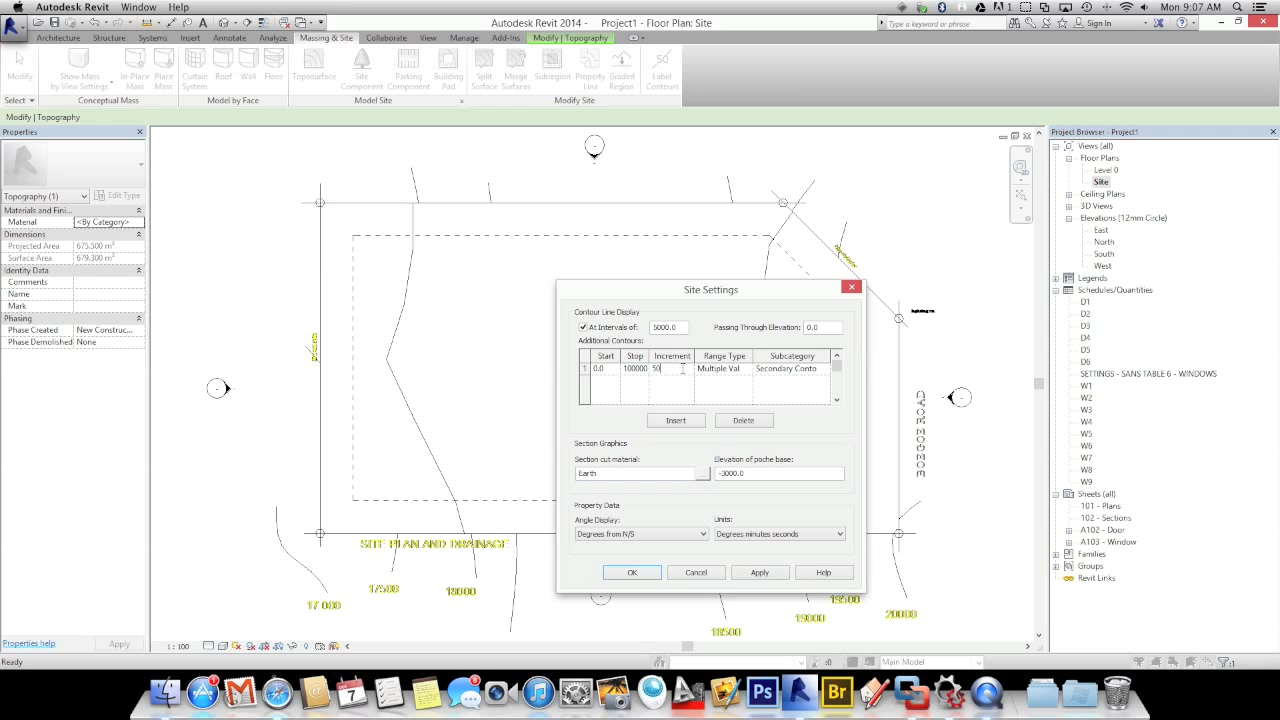 Window Help
Mon 9:07 AM
Autodesk Revit 2014 - Project1 - Floor Plan: Site
Type a keyword or phrase
Sign In
Architecture Structure Systems Insert Annotate Analyze Massing & Site Collaborate View Manage Add-Ins Modify | Topography
Modify
Show Mass by View Settings
In-Place Mass
Place Mass
Curtain System
Roof
Wall
Floor
Toposurface
Site Component
Parking Component
Building Pad
Split Surface
Merge Surfaces
Subregion
Property Line
Graded Region
Label Contours
50
Select
Conceptual Mass
Model by Face
Model Site
Modify Site
Modify | Topography
Properties
Topography (1)
Edit Type
Materials and Fini...
Material <By Category>
Dimensions
Projected Area 675.500 m²
Surface Area 679.300 m²
Identity Data
Comments
Name
Mark
Phasing
Phase Created New Construc...
Phase Demolished None
Properties help
Apply
SITE PLAN AND DRAINAGE
17 000
17500
18000
18500
19000
19500
20000
Site Settings
Contour Line Display
At Intervals of: 5000.0
Passing Through Elevation: 0.0
Additional Contours:
Start Stop Increment Range Type Subcategory
1 0.0 100000 50 Multiple Val Secondary Conto
Insert
Delete
Section Graphics
Section cut material:
Elevation of poche base:
Earth
-3000.0
Property Data
Angle Display:
Units:
Degrees from N/S
Degrees minutes seconds
OK
Cancel
Apply
Help
Project Browser - Project1
Views (all)
Floor Plans
Level 0
Site
Ceiling Plans
3D Views
Elevations (12mm Circle)
East
North
South
West
Legends
Schedules/Quantities
D1
D2
D3
D4
D5
D6
SETTINGS - SANS TABLE 6 - WINDOWS
W1
W2
W3
W4
W5
W6
W7
W8
W9
Sheets (all)
101 - Plans
102 - Sections
A102 - Door
A103 - Window
Families
Groups
Revit Links
1 : 100
Ready
:0
Main Model
:1
7
Ps
Br